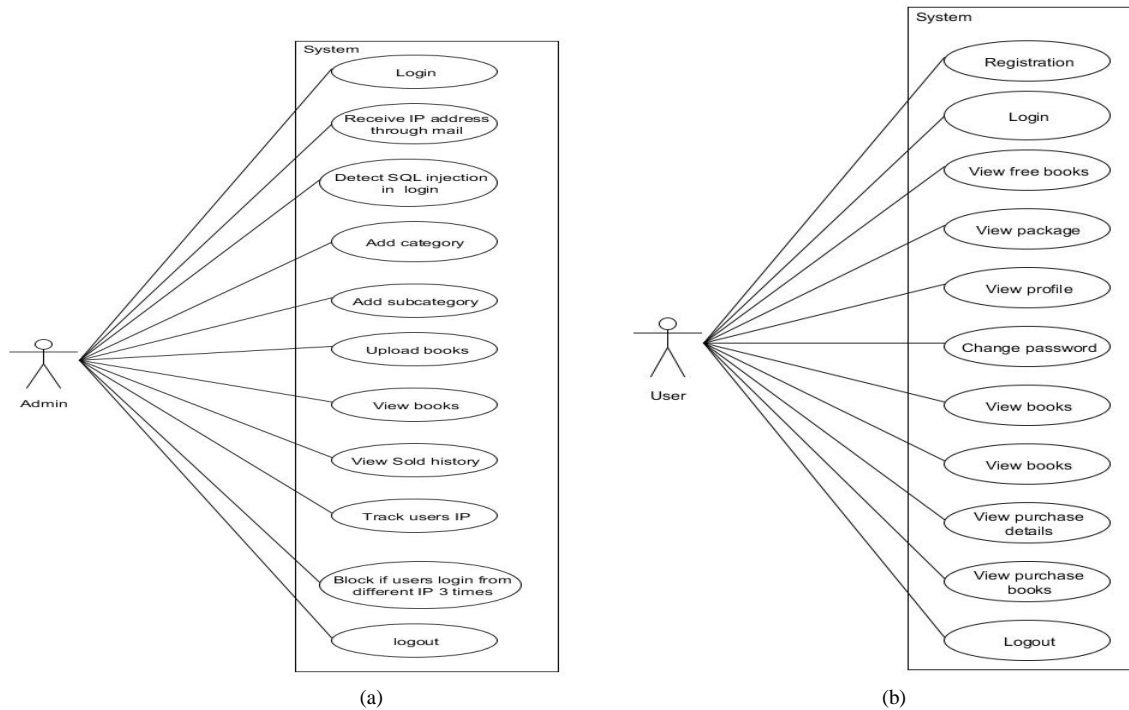 System
Login
Receive IP address
through mail
Detect SQL injection
in login
Add category
Add subcategory
Upload books
Admin
View books
View Sold history
Track users IP
Block if users login from
different IP 3 times
logout
(a)
System
Registration
Login
View free books
View package
View profile
Change password
User
View books
View books
View purchase
details
View purchase
books
Logout
(b)